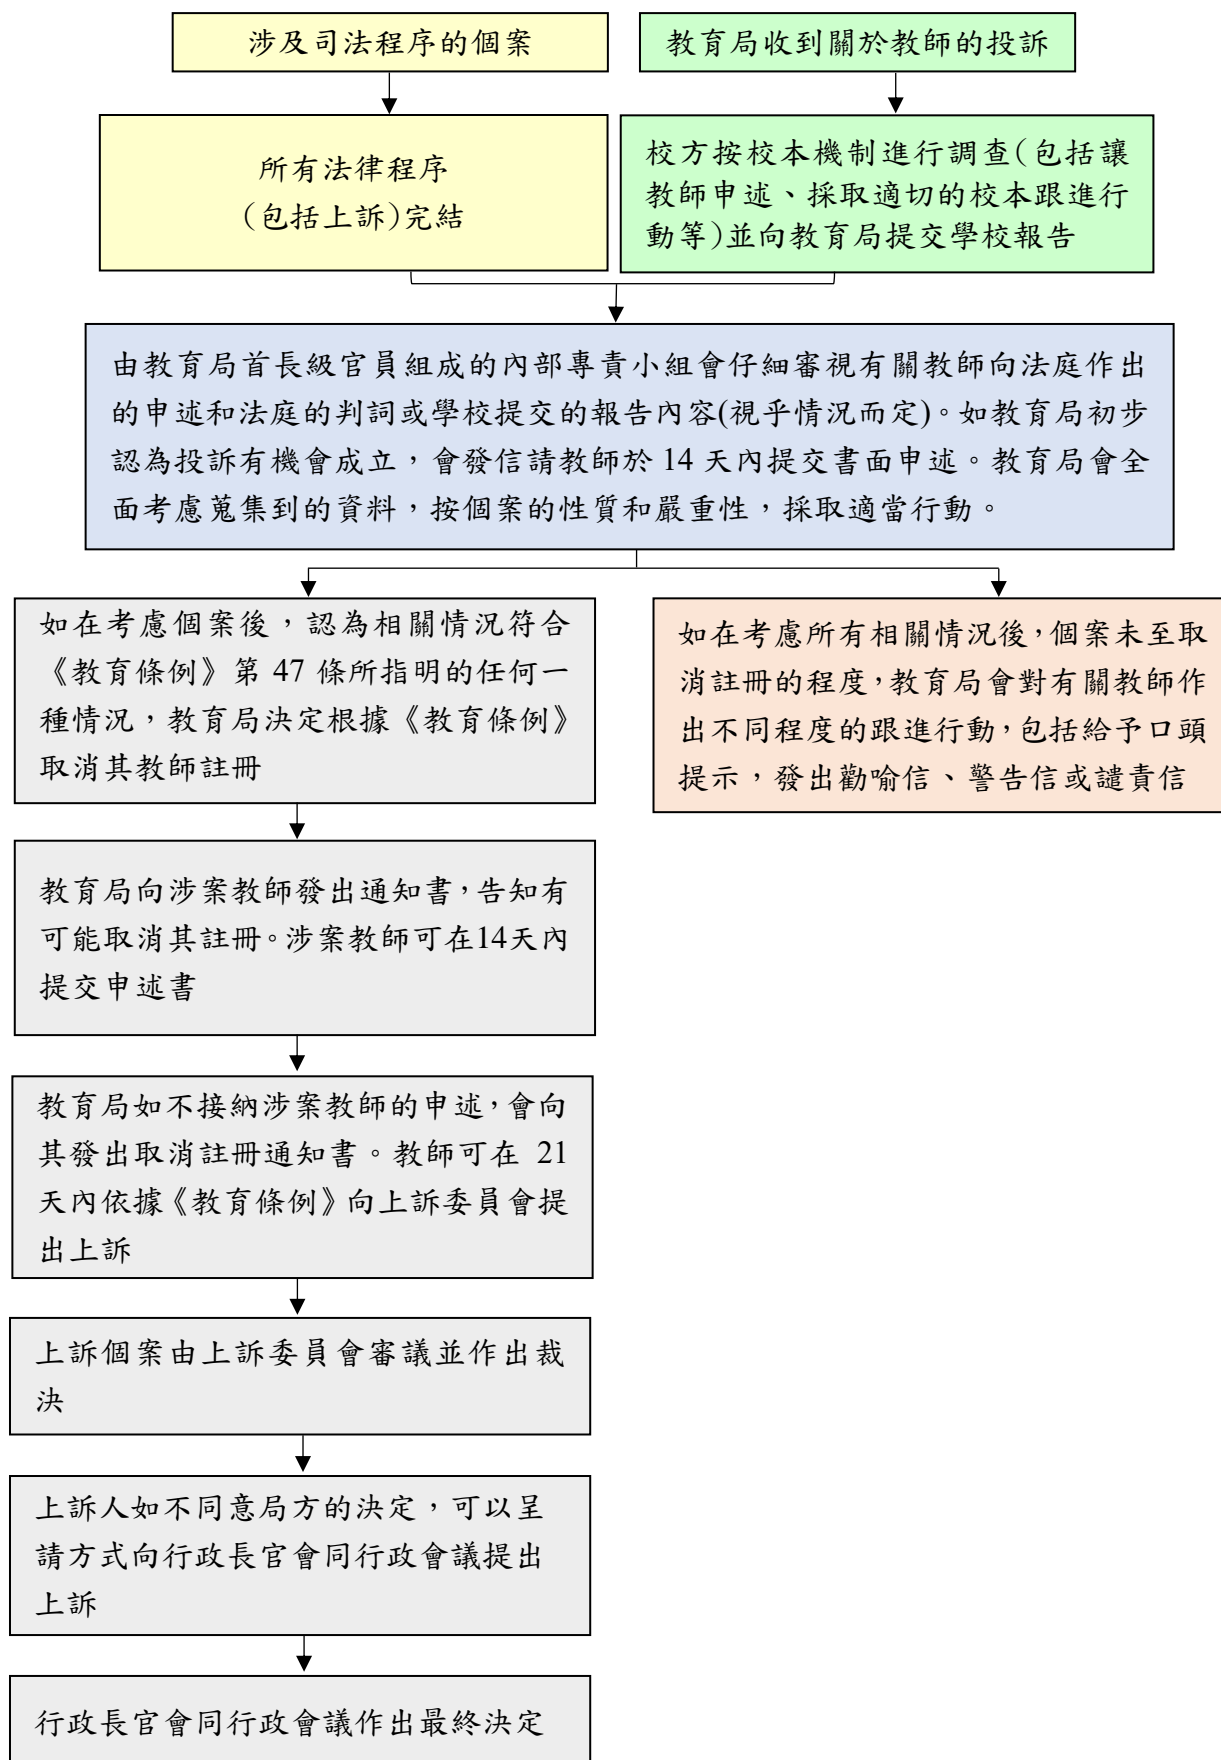 涉及司法程序的個案
教育局收到關於教師的投訴
所有法律程序
(包括上訴)完結
校方按校本機制進行調查(包括讓
教師申述、採取適切的校本跟進行
動等)並向教育局提交學校報告
由教育局首長級官員組成的內部專責小組會仔細審視有關教師向法庭作出
的申述和法庭的判詞或學校提交的報告內容(視乎情況而定)。如教育局初步
認為投訴有機會成立，會發信請教師於 14 天內提交書面申述。教育局會全
面考慮蒐集到的資料，按個案的性質和嚴重性，採取適當行動。
如在考慮個案後，認為相關情況符合
《教育條例》第 47 條所指明的任何一
種情況，教育局決定根據《教育條例》
取消其教師註冊
如在考慮所有相關情況後，個案未至取
消註冊的程度，教育局會對有關教師作
出不同程度的跟進行動，包括給予口頭
提示，發出勸喻信、警告信或譴責信
教育局向涉案教師發出通知書，告知有
可能取消其註冊。涉案教師可在14天內
提交申述書
教育局如不接納涉案教師的申述，會向
其發出取消註冊通知書。教師可在 21
天內依據《教育條例》向上訴委員會提
出上訴
上訴個案由上訴委員會審議並作出裁
決
上訴人如不同意局方的決定，可以呈
請方式向行政長官會同行政會議提出
上訴
行政長官會同行政會議作出最終決定